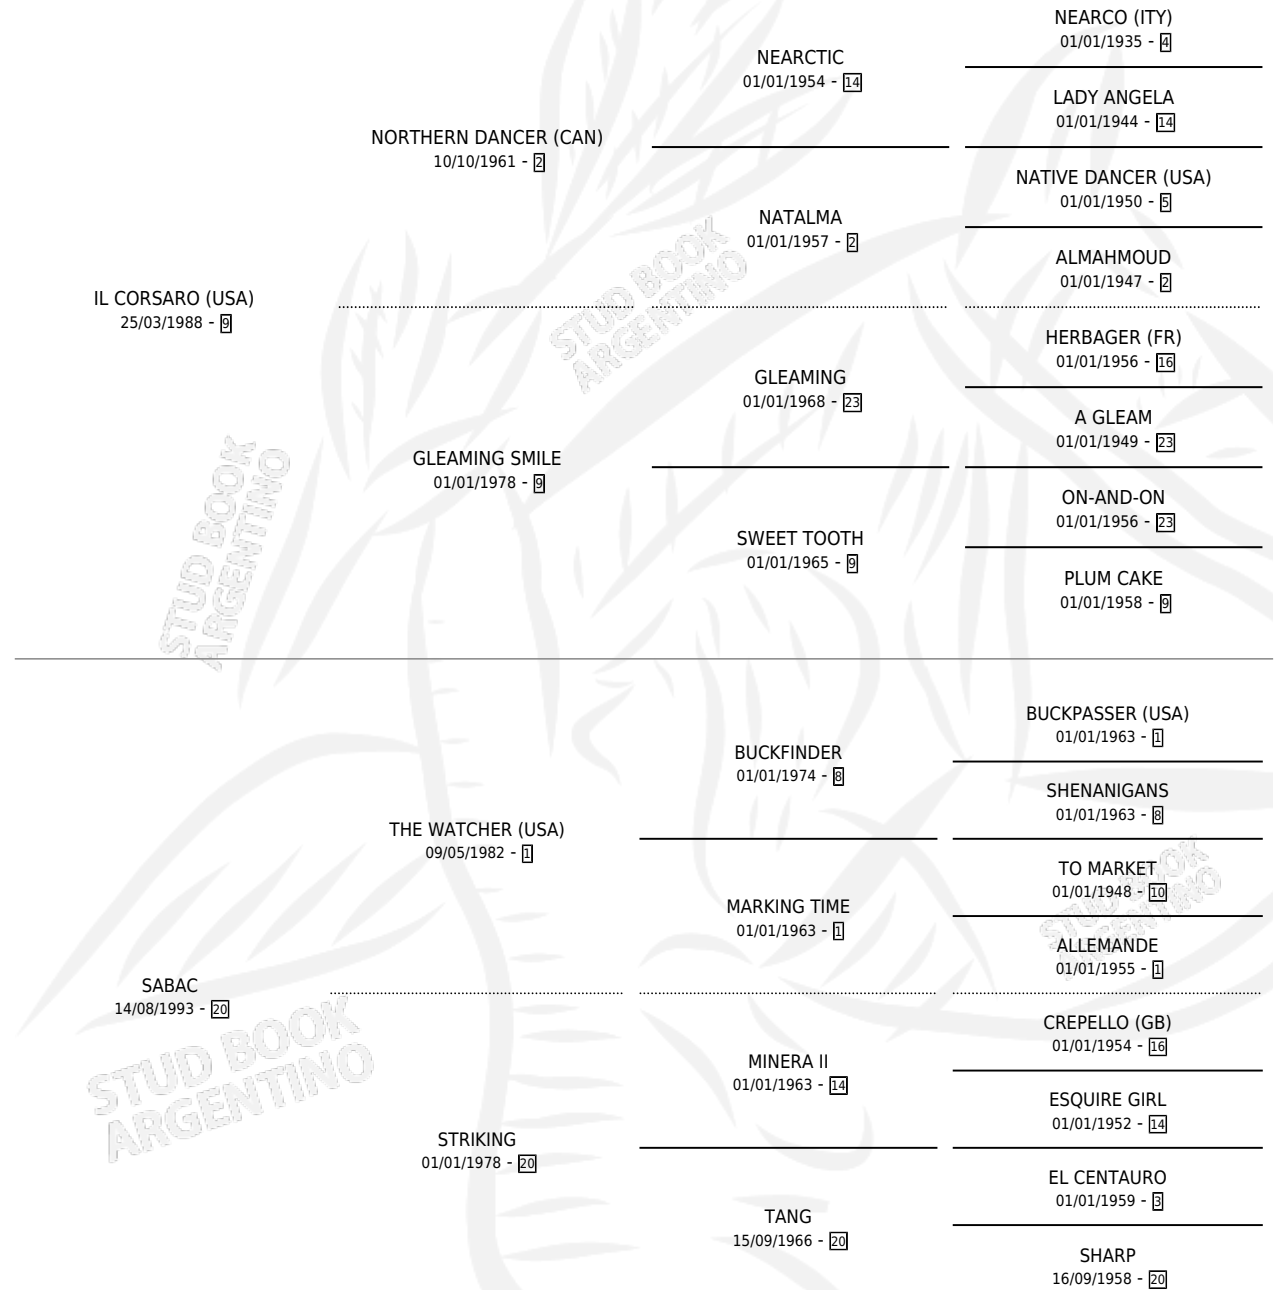 NEARCO (ITY)
01/01/1935 - 4
NEARCTIC
01/01/1954 - 14
LADY ANGELA
01/01/1944 - 14
NORTHERN DANCER (CAN)
10/10/1961 - 2
NATIVE DANCER (USA)
01/01/1950 - 5
NATALMA
01/01/1957 - 2
ALMAHMOUD
01/01/1947 - 2
IL CORSARO (USA)
25/03/1988 - 9
HERBAGER (FR)
01/01/1956 - 16
GLEAMING
01/01/1968 - 23
A GLEAM
01/01/1949 - 23
GLEAMING SMILE
01/01/1978 - 9
ON-AND-ON
01/01/1956 - 23
SWEET TOOTH
01/01/1965 - 9
PLUM CAKE
01/01/1958 - 9
STUD BOOK
ARGENTINO
STUD BOOK
ARGENTINO
BUCKPASSER (USA)
01/01/1963 - 1
BUCKFINDER
01/01/1974 - 8
SHENANIGANS
01/01/1963 - 8
THE WATCHER (USA)
09/05/1982 - 1
TO MARKET
01/01/1948 - 10
MARKING TIME
01/01/1963 - 1
ALLEMANDE
01/01/1955 - 1
SABAC
14/08/1993 - 20
CREPELLO (GB)
01/01/1954 - 16
MINERA II
01/01/1963 - 14
ESQUIRE GIRL
01/01/1952 - 14
STRIKING
01/01/1978 - 20
EL CENTAURO
01/01/1959 - 3
TANG
15/09/1966 - 20
SHARP
16/09/1958 - 20
STUD BOOK
ARGENTINO
STUD BOOK
ARGENTINO